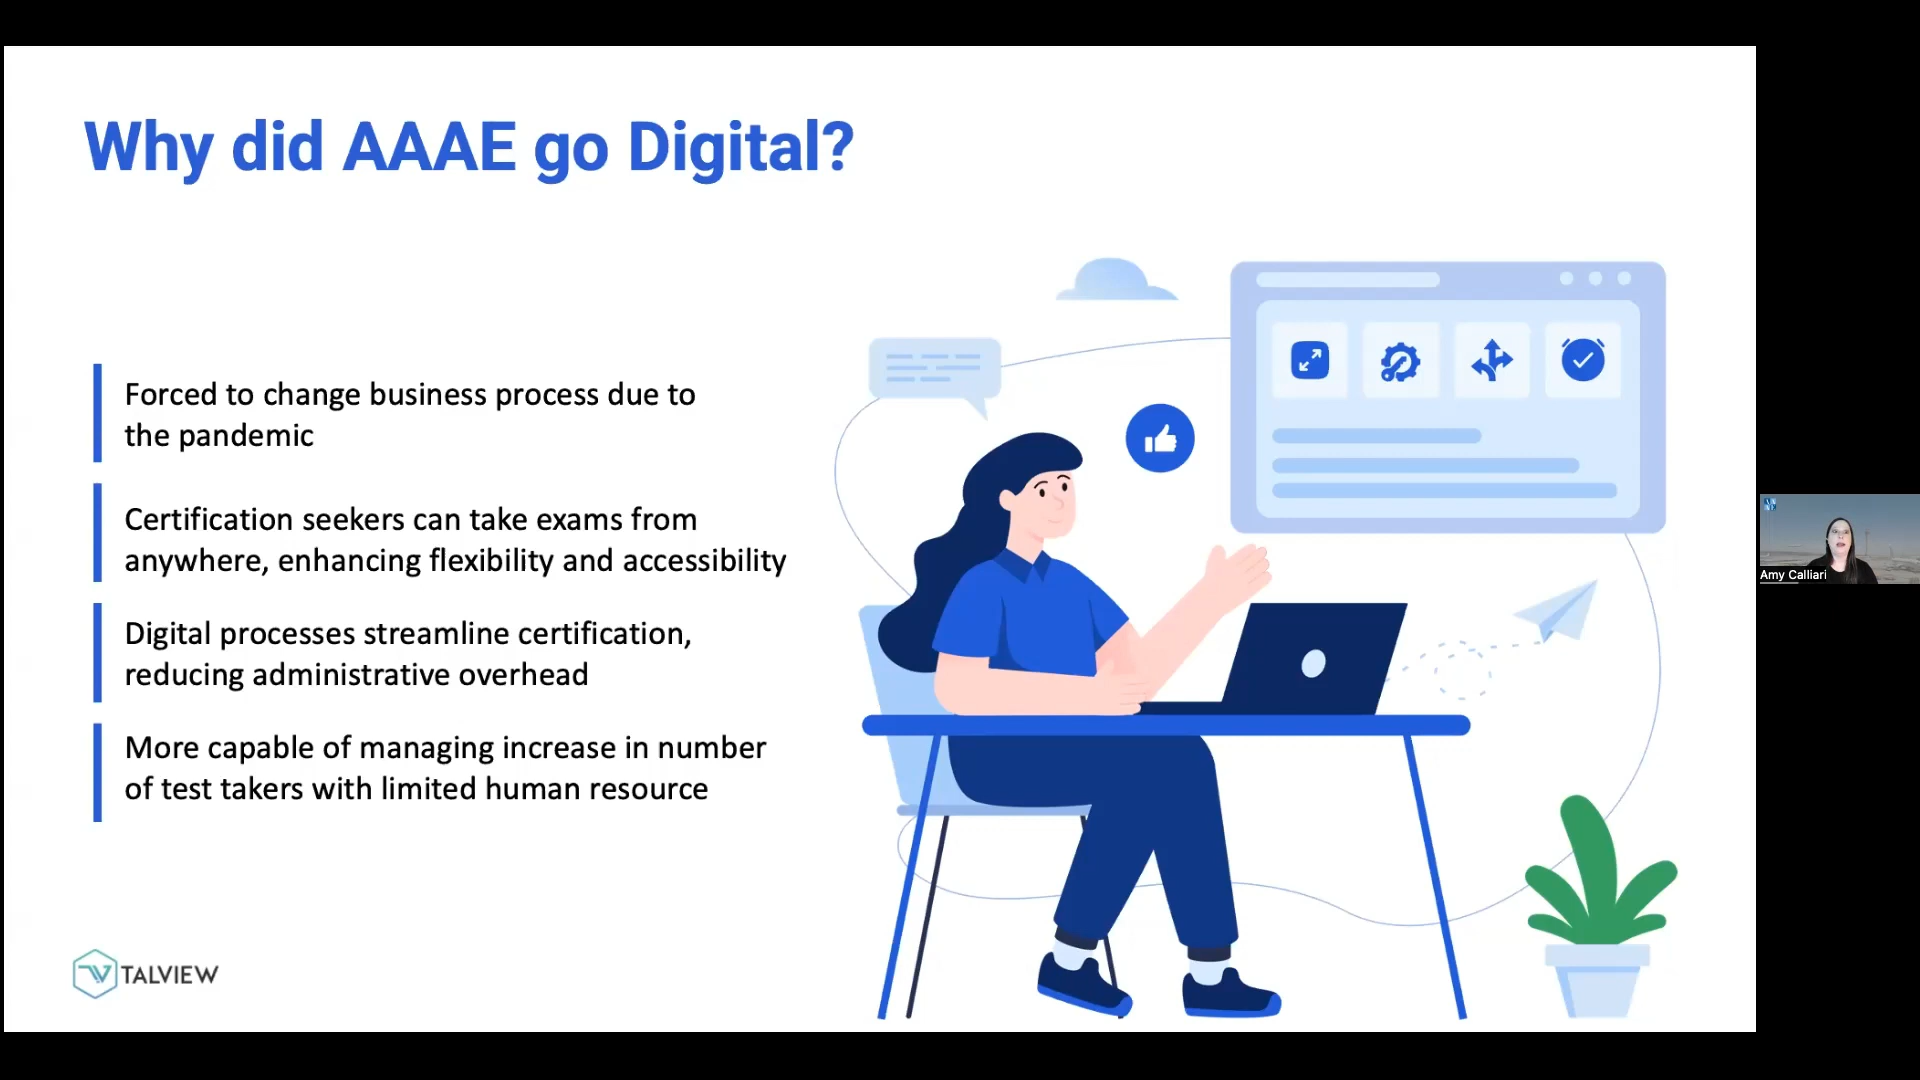 Why did AAAE go Digital?
Forced to change business process due to
the pandemic
Certification seekers can take exams from
anywhere, enhancing flexibility and accessibility
Digital processes streamline certification,
reducing administrative overhead
More capable of managing increase in number
of test takers with limited human resource
TALVIEW
Amy Calliari